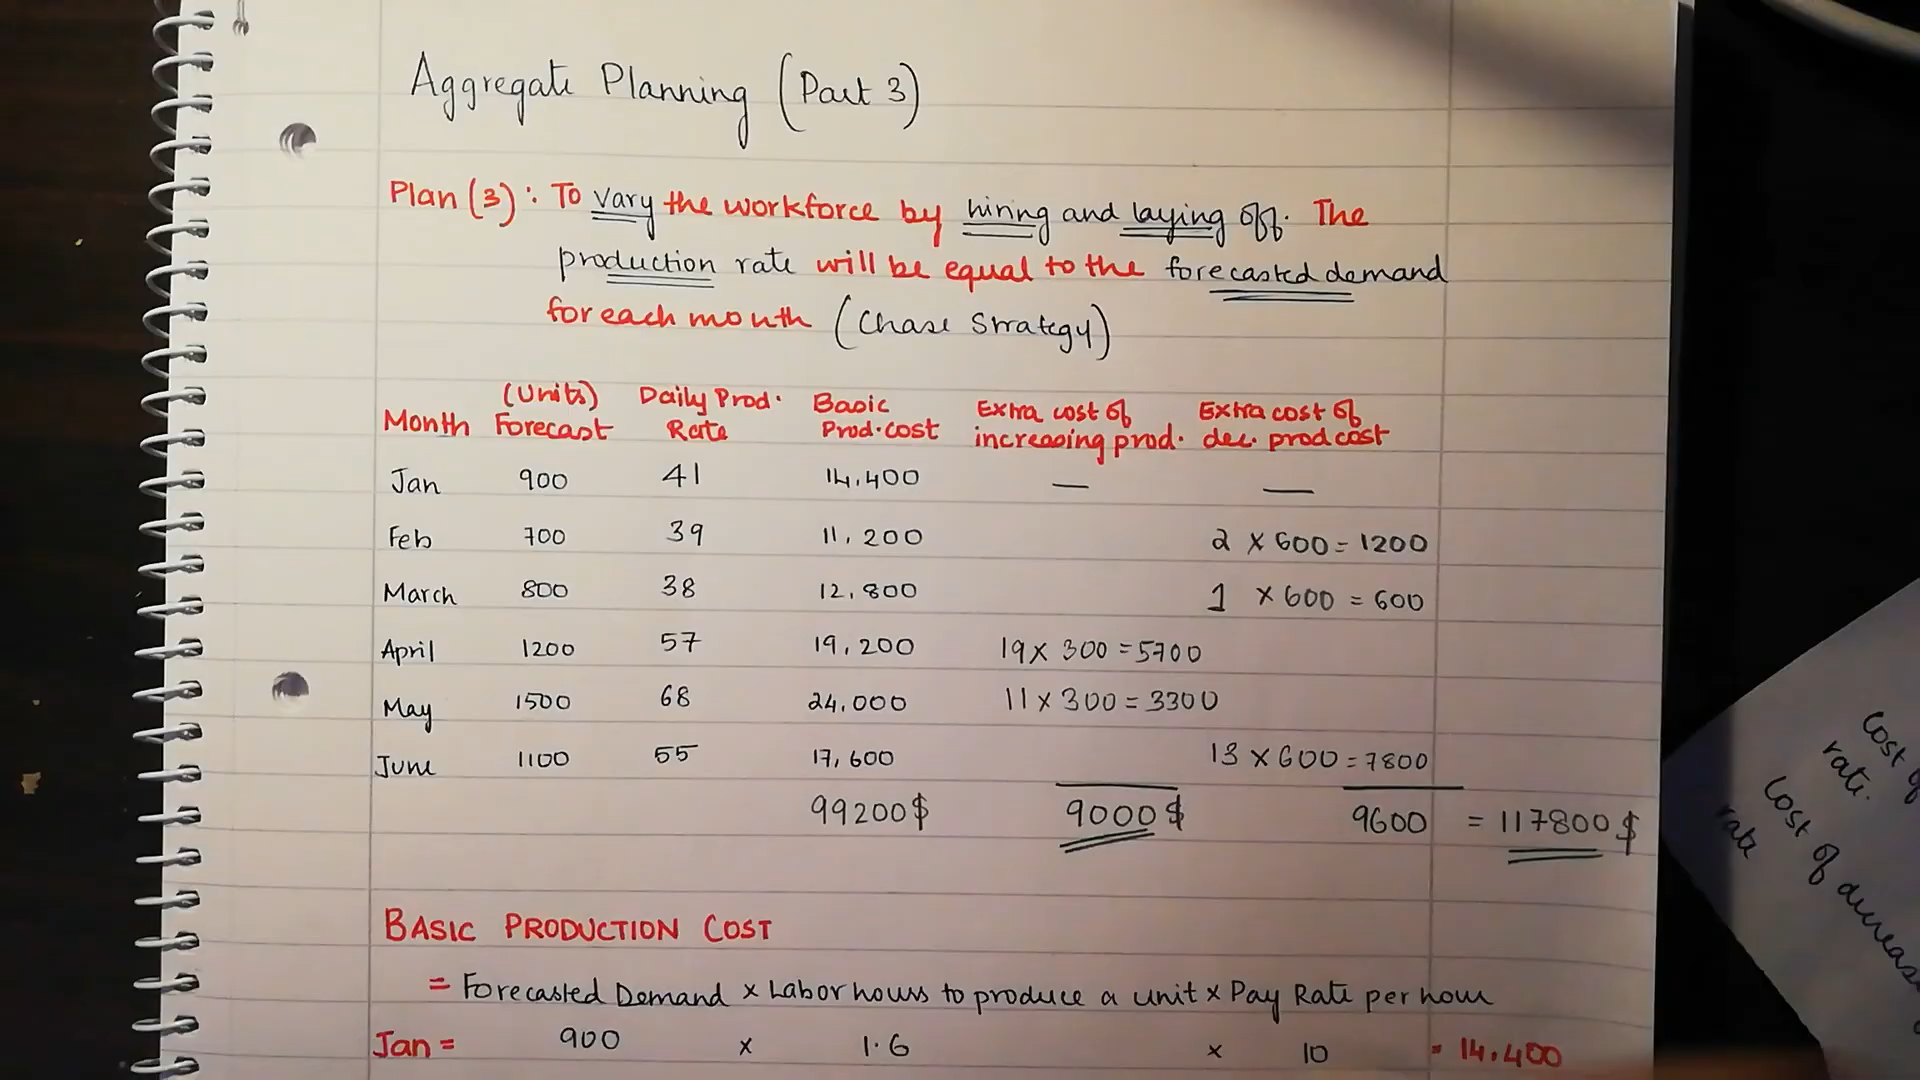 Aggregate Planning (Part 3)
Plan (3): To vary the workforce by hiring and laying off. The
production rate will be equal to the forecasted demand
for each month (Chase Strategy)
Month (Units) Forecast Daily Prod. Rate Basic Prod. cost Extra cost of increasing prod. Extra cost of dec. prod cost
Jan 900 41 14,400 — —
Feb 700 39 11,200 2 x 600 = 1200
March 800 38 12,800 1 x 600 = 600
April 1200 57 19,200 19 x 300 = 5700
May 1500 68 24,000 11 x 300 = 3300
June 1100 55 17,600 13 x 600 = 7800
99200$ 9000$ 9600 = 117800$
BASIC PRODUCTION COST
= Forecasted Demand x Labor hours to produce a unit x Pay Rate per hour
Jan = 900 x 1.6 x 10 = 14,400
Cost of
rate.
Cost of
rate